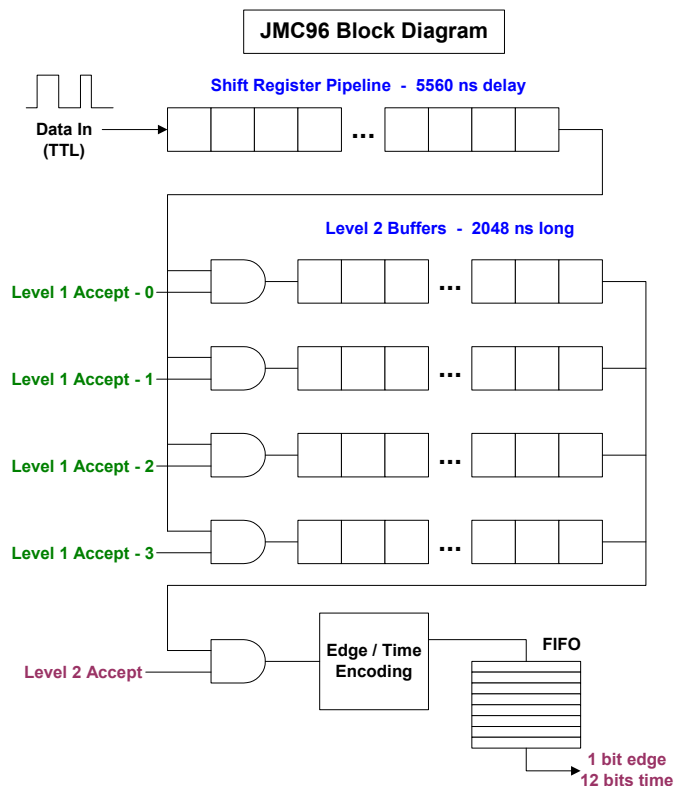 JMC96 Block Diagram
Shift Register Pipeline - 5560 ns delay
Data In
(TTL)
...
Level 2 Buffers - 2048 ns long
Level 1 Accept - 0
...
Level 1 Accept - 1
...
Level 1 Accept - 2
...
Level 1 Accept - 3
...
Level 2 Accept
Edge / Time
Encoding
FIFO
1 bit edge
12 bits time